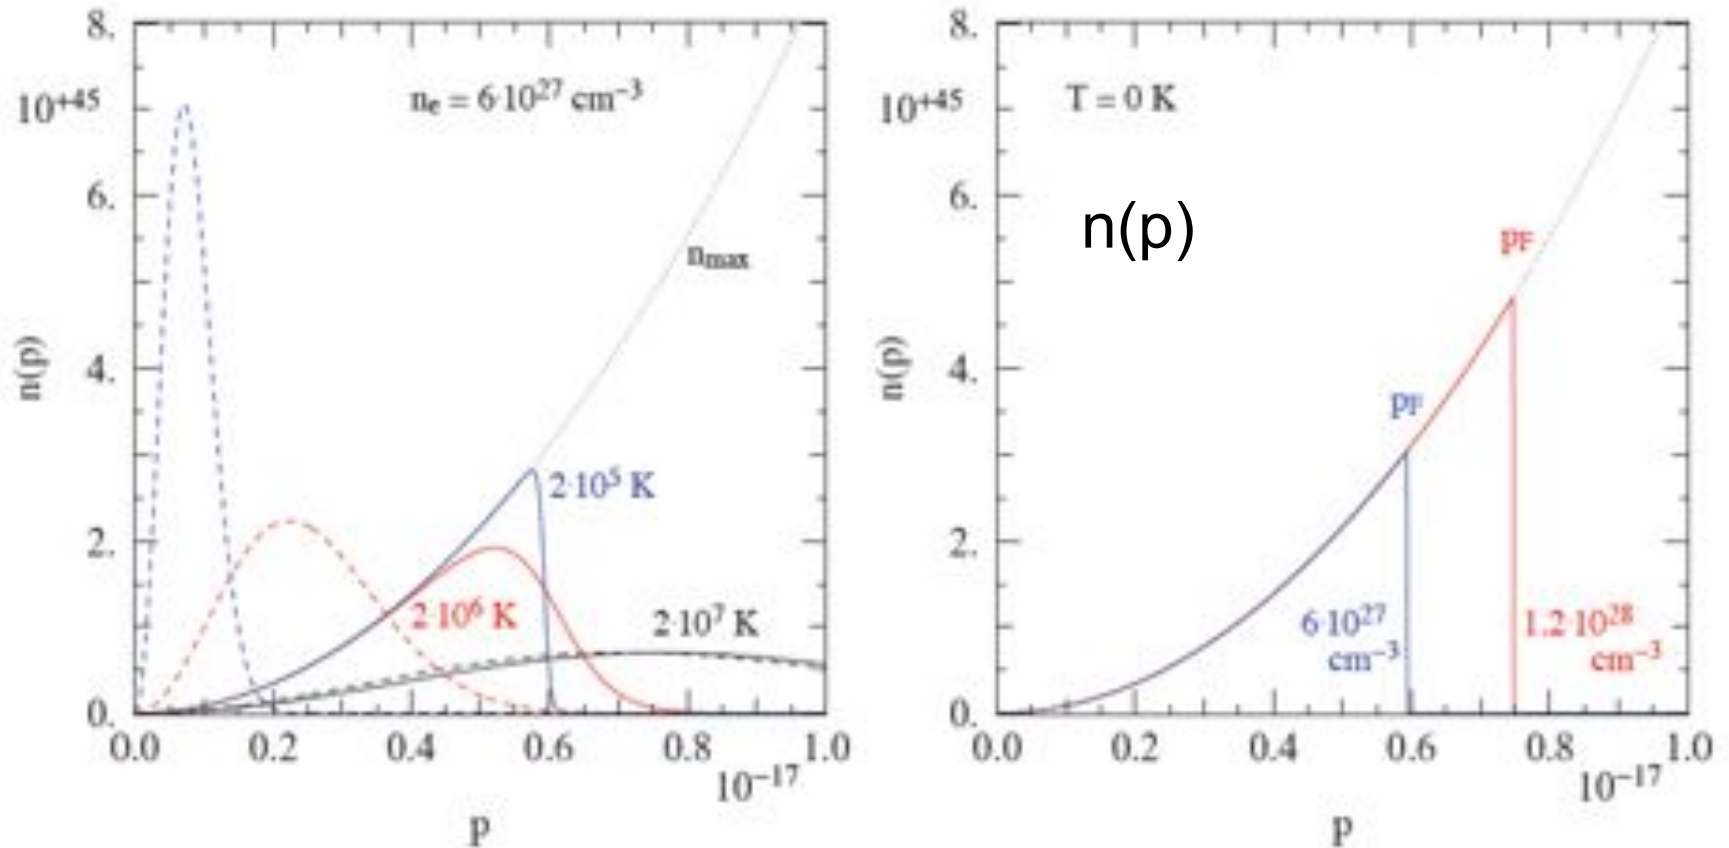 8.
10⁺⁴⁵
6.
4.
2.
0.
n(p)
nₑ = 6·10²⁷ cm⁻³
nₘₐₓ
2·10⁵ K
2·10⁶ K
2·10⁷ K
0.0 0.2 0.4 0.6 0.8 1.0
10⁻¹⁷
p
8.
10⁺⁴⁵
6.
4.
2.
0.
n(p)
T = 0 K
n(p)
pF
pF
6·10²⁷
cm⁻³
1.2·10²⁸
cm⁻³
0.0 0.2 0.4 0.6 0.8 1.0
10⁻¹⁷
p